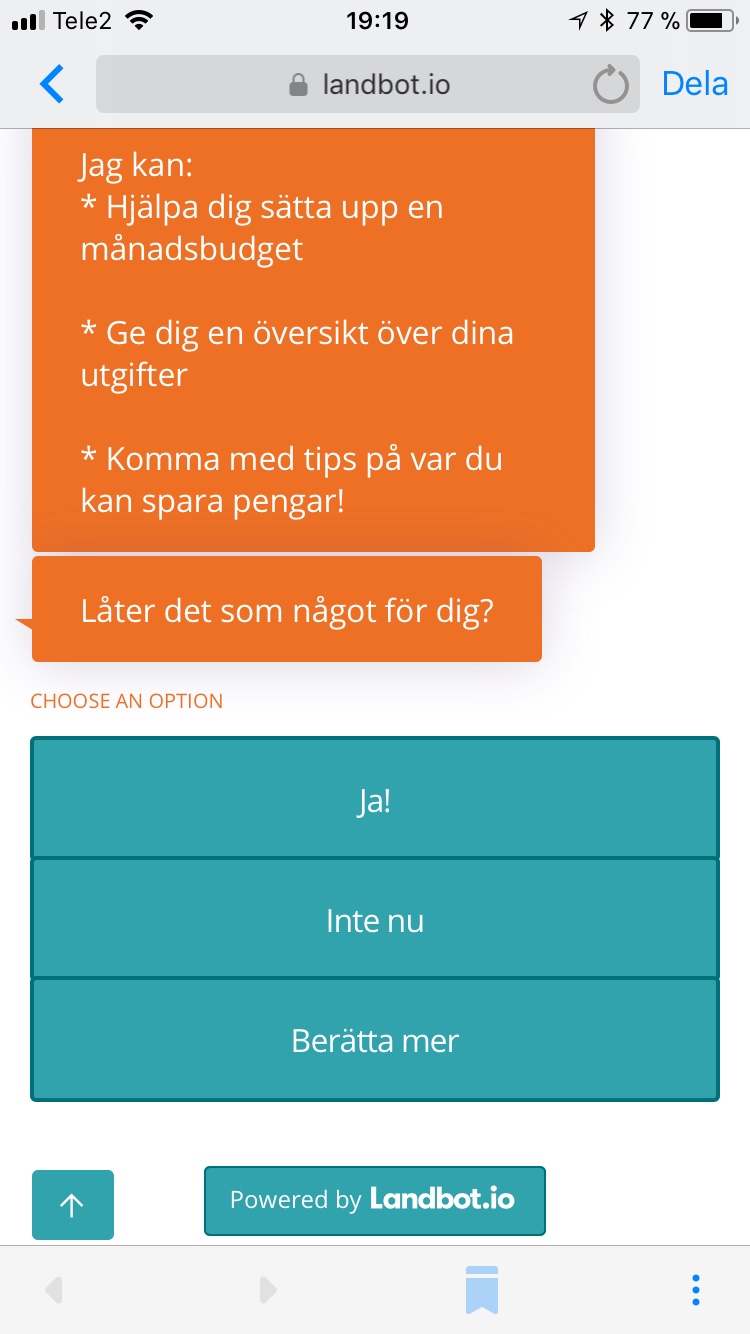 Tele2 19:19 77 %
landbot.io Dela
Jag kan:
* Hjälpa dig sätta upp en
månadsbudget
* Ge dig en översikt över dina
utgifter
* Komma med tips på var du
kan spara pengar!
Låter det som något för dig?
CHOOSE AN OPTION
Ja!
Inte nu
Berätta mer
Powered by Landbot.io